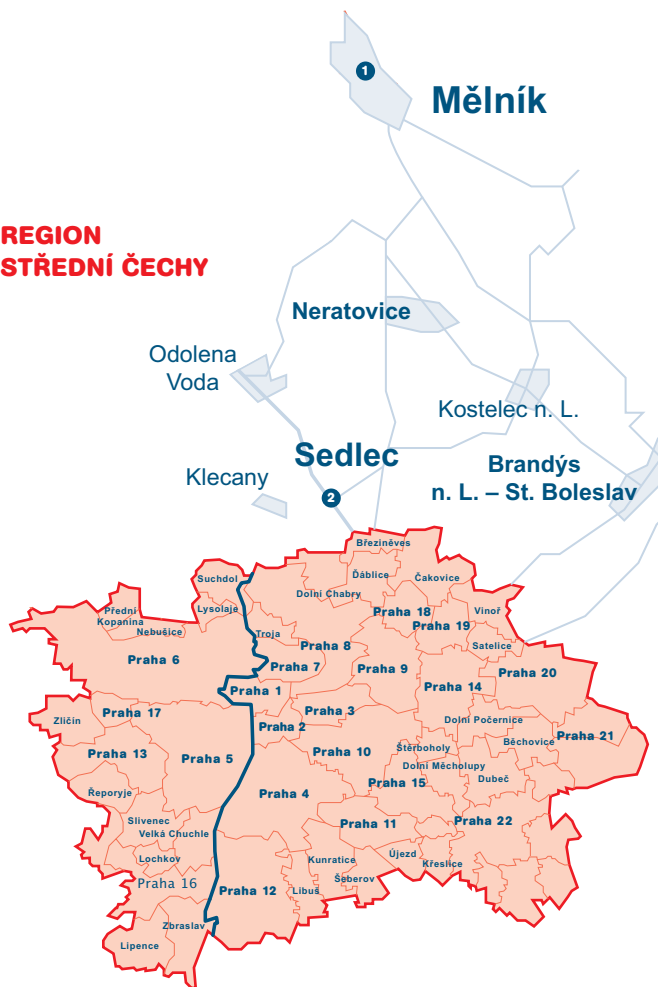 1
Mělník
REGION
STŘEDNÍ ČECHY
Neratovice
Odolena
Voda
Kostelec n. L.
Sedlec
Brandýs
n. L. – St. Boleslav
Klecany
2
Březiněves
Suchdol
Ďáblice
Čakovice
Dolní Chabry
Lysolaje
Přední
Kopanina
Praha 18
Vinoř
Nebušice
Troja
Praha 19
Praha 8
Satelice
Praha 6
Praha 7
Praha 9
Praha 20
Praha 1
Praha 14
Praha 17
Praha 3
Zličín
Praha 2
Dolní Počernice
Praha 21
Běchovice
Praha 13
Praha 5
Praha 10
Štěrboholy
Dolní Měcholupy
Dubeč
Praha 15
Řeporyje
Praha 4
Slivenec
Praha 11
Praha 22
Velká Chuchle
Lochkov
Kunratice
Újezd
Křeslice
Praha 16
Praha 12
Šeberov
Libuš
Zbraslav
Lipence